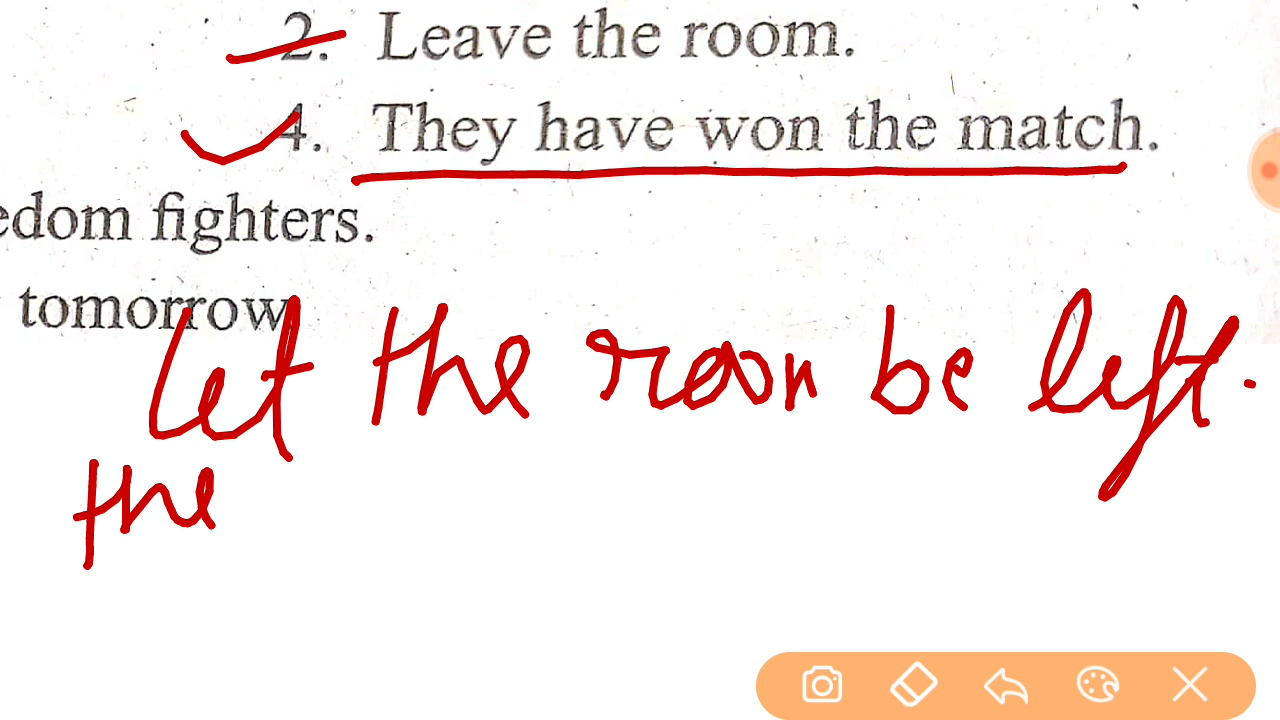 2. Leave the room.
4. They have won the match.
edom fighters.
tomorrow
Let the room be left.
the